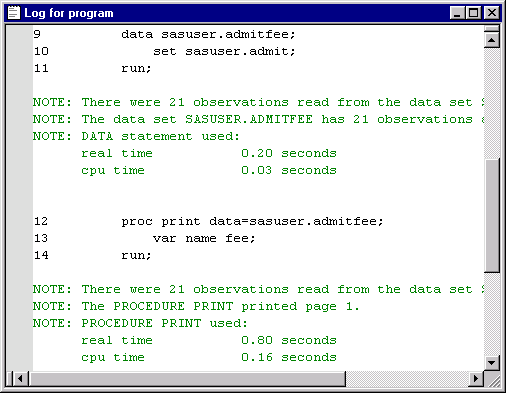 Log for program
9 data sasuser.admitfee;
10 set sasuser.admit;
11 run;
NOTE: There were 21 observations read from the data set
NOTE: The data set SASUSER.ADMITFEE has 21 observations
NOTE: DATA statement used:
real time 0.20 seconds
cpu time 0.03 seconds
12 proc print data=sasuser.admitfee;
13 var name fee;
14 run;
NOTE: There were 21 observations read from the data set
NOTE: The PROCEDURE PRINT printed page 1.
NOTE: PROCEDURE PRINT used:
real time 0.80 seconds
cpu time 0.16 seconds